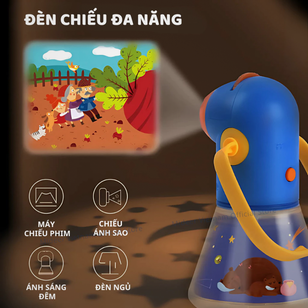 ĐÈN CHIẾU ĐA NĂNG
MÁY
CHIẾU PHIM
CHIẾU
ÁNH SAO
ÁNH SÁNG
ĐÊM
ĐÈN NGỦ